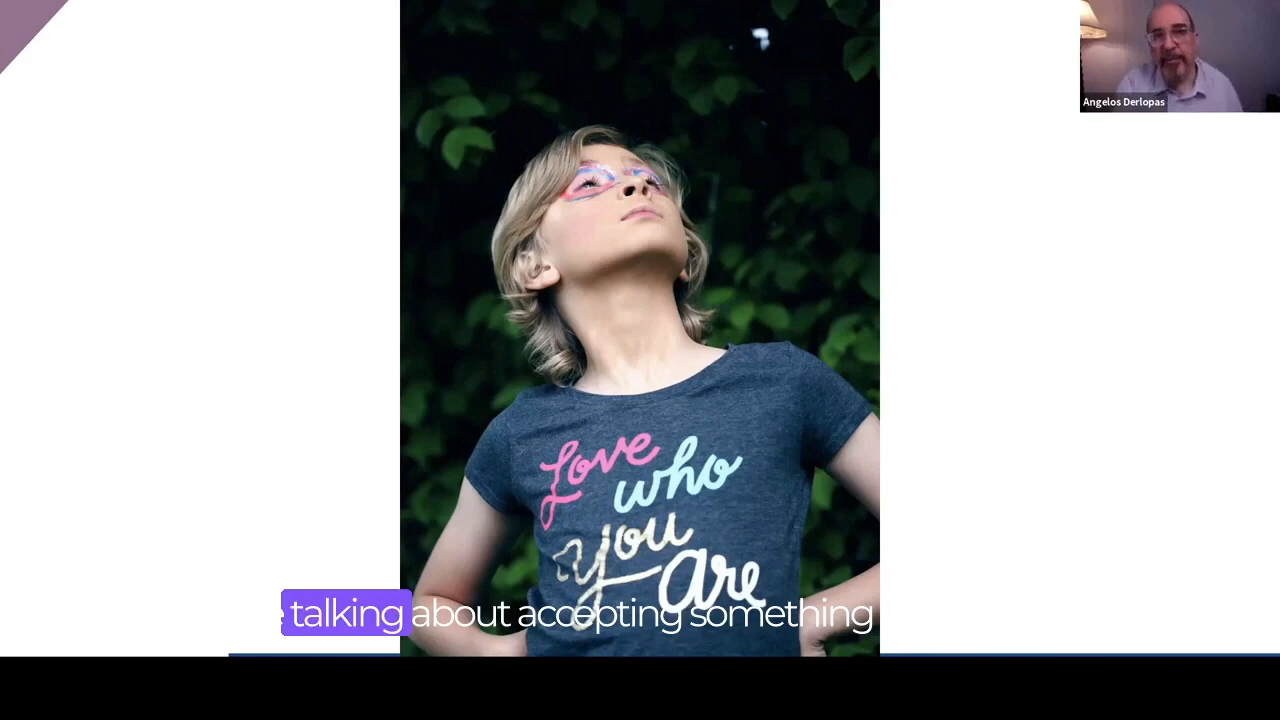 Angelos Derlopas
Love
who
you
Are
talking about accepting something